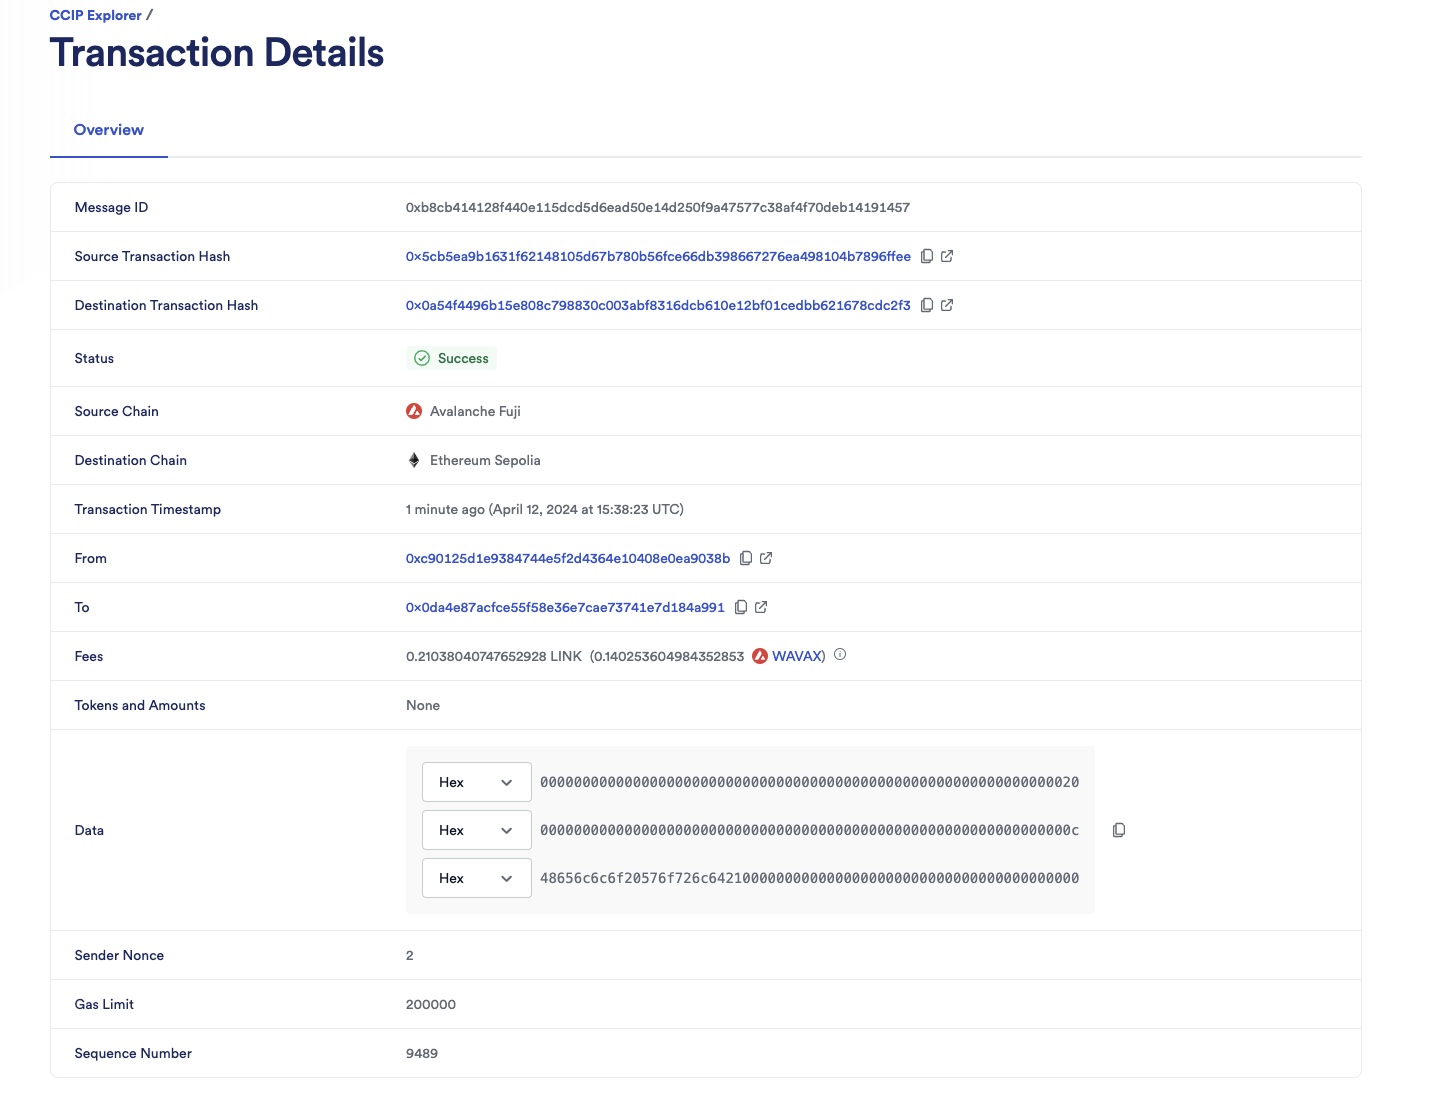 CCIP Explorer /
Transaction Details
Overview
Message ID 0xb8cb414128f440e115dcd5d6ead50e14d250f9a47577c38af4f70deb14191457
Source Transaction Hash 0x5cb5ea9b1631f62148105d67b780b56fce66db398667276ea498104b7896ffee
Destination Transaction Hash 0x0a54f4496b15e808c798830c003abf8316dcb610e12bf01cedbb621678cdc2f3
Status Success
Source Chain Avalanche Fuji
Destination Chain Ethereum Sepolia
Transaction Timestamp 1 minute ago (April 12, 2024 at 15:38:23 UTC)
From 0xc90125d1e9384744e5f2d4364e10408e0ea9038b
To 0x0da4e87acfce55f58e36e7cae73741e7d184a991
Fees 0.21038040747652928 LINK (0.140253604984352853 WAVAX)
Tokens and Amounts None
Data
Hex 0000000000000000000000000000000000000000000000000000000000000020
Hex 000000000000000000000000000000000000000000000000000000000000000c
Hex 48656c6c6f20576f726c64210000000000000000000000000000000000000000
Sender Nonce 2
Gas Limit 200000
Sequence Number 9489